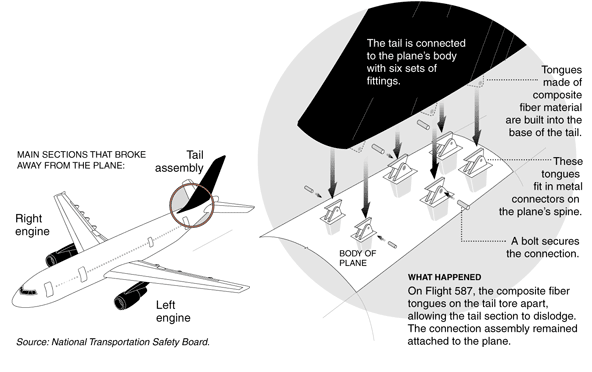 The tail is connected
to the plane's body
with six sets of
fittings.
Tongues
made of
composite
fiber material
are built into the
base of the tail.
MAIN SECTIONS THAT BROKE
AWAY FROM THE PLANE:
Tail
assembly
These
tongues
fit in metal
connectors on
the plane's spine.
Right
engine
A bolt secures
the connection.
BODY OF
PLANE
Left
engine
WHAT HAPPENED
On Flight 587, the composite fiber
tongues on the tail tore apart,
allowing the tail section to dislodge.
The connection assembly remained
attached to the plane.
Source: National Transportation Safety Board.